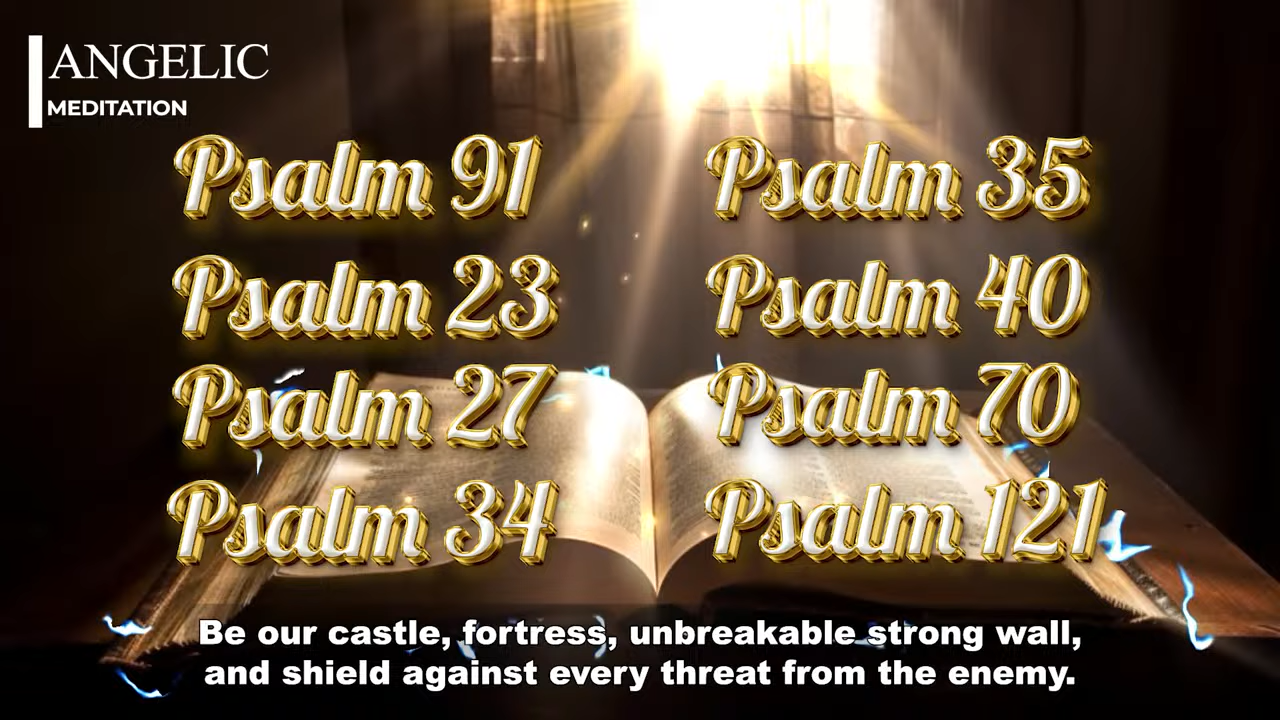 ANGELIC
MEDITATION
Psalm 91
Psalm 23
Psalm 27
Psalm 34
Psalm 35
Psalm 40
Psalm 70
Psalm 121
Be our castle, fortress, unbreakable strong wall,
and shield against every threat from the enemy.